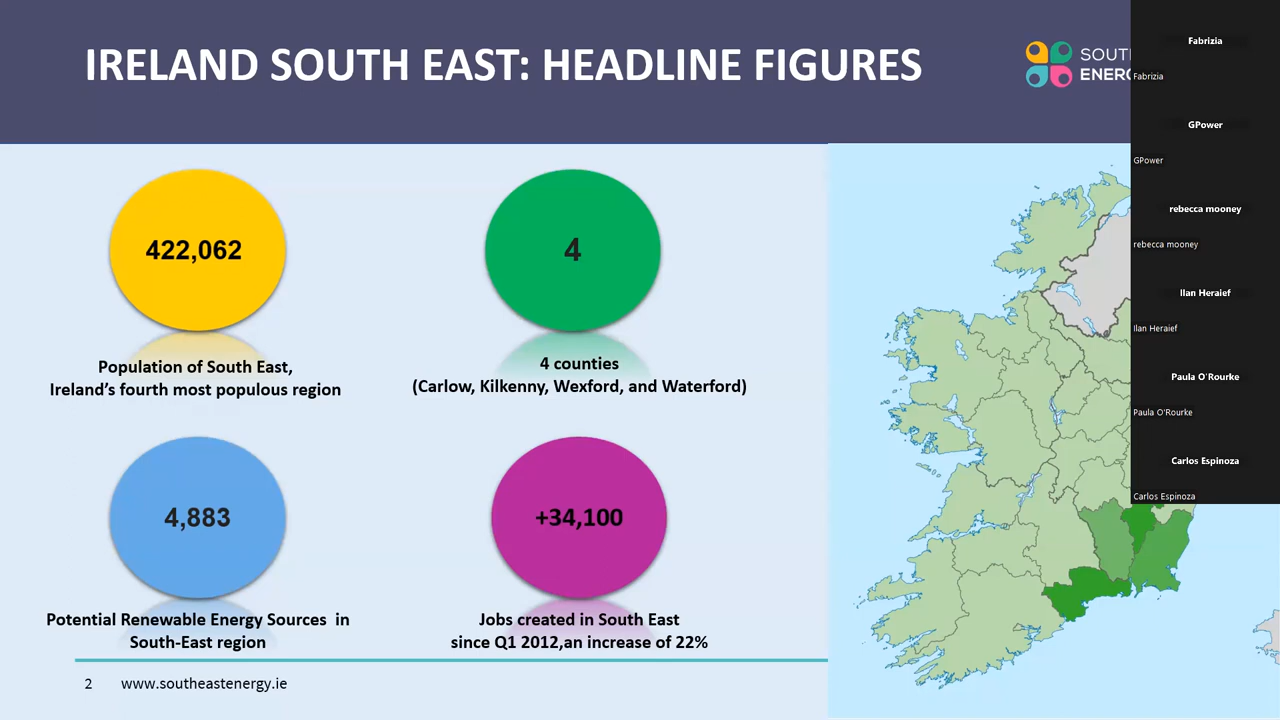 IRELAND SOUTH EAST: HEADLINE FIGURES
422,062
Population of South East,
Ireland’s fourth most populous region
4
4 counties
(Carlow, Kilkenny, Wexford, and Waterford)
4,883
Potential Renewable Energy Sources in
South-East region
+34,100
Jobs created in South East
since Q1 2012,an increase of 22%
2 www.southeastenergy.ie
Fabrizia
Fabrizia
GPower
GPower
rebecca mooney
rebecca mooney
Ilan Heraief
Ilan Heraief
Paula O'Rourke
Paula O'Rourke
Carlos Espinoza
Carlos Espinoza